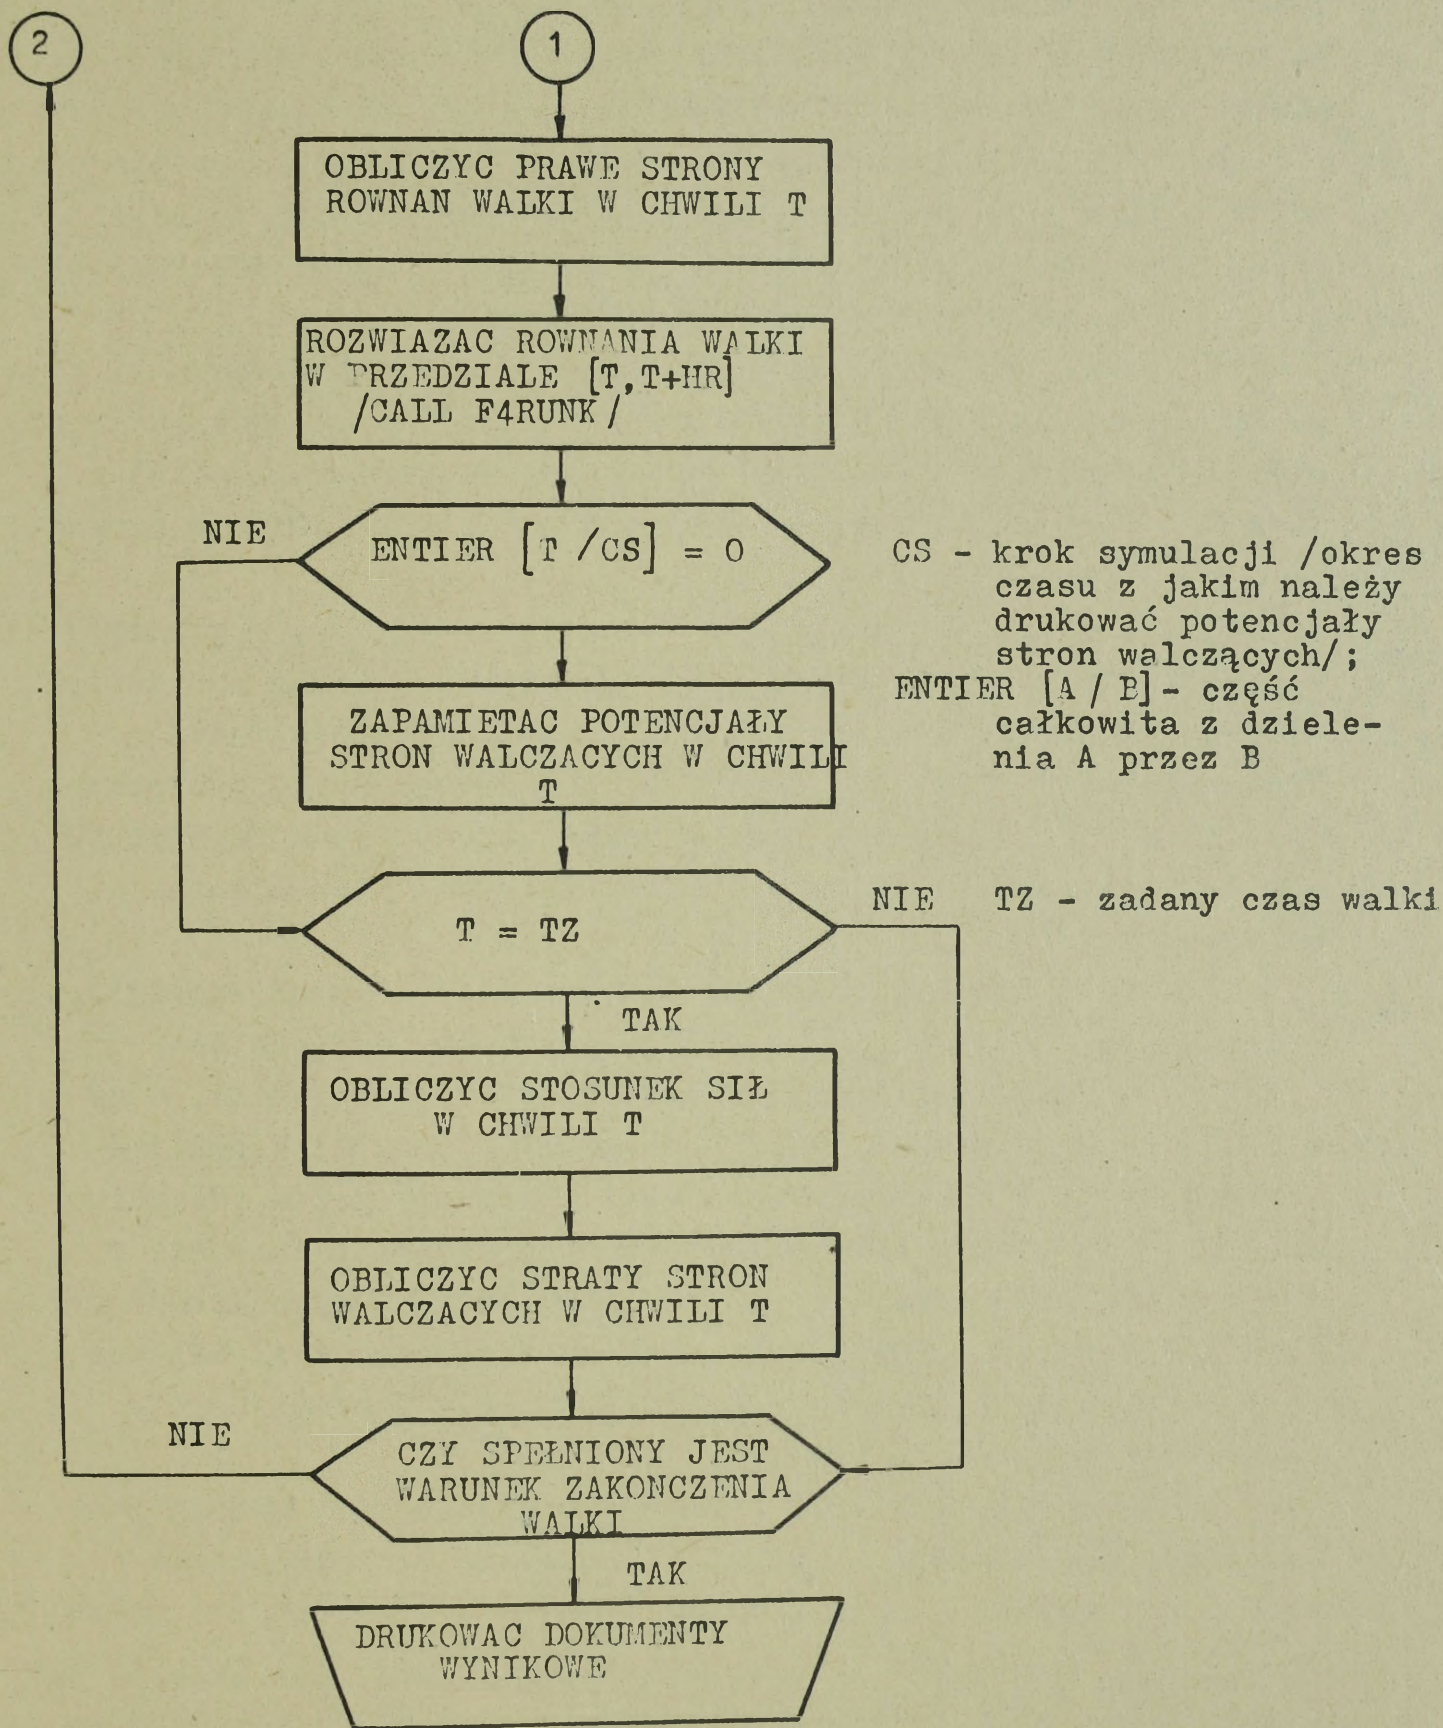 2
1
OBLICZYC PRAWE STRONY
ROWNAN WALKI W CHWILI T
ROZWIAZAC ROWNANIA WALKI
W PRZEDZIALE [T,T+HR]
/CALL F4RUNK/
NIE
ENTIER [T /CS] = 0
CS - krok symulacji /okres
czasu z jakim należy
drukować potencjały
stron walczących/;
ENTIER [A / B] - część
całkowita z dziele-
nia A przez B
ZAPAMIETAC POTENCJAŁY
STRON WALCZACYCH W CHWILI
T
T = TZ
NIE
TZ - zadany czas walki
TAK
OBLICZYC STOSUNEK SIŁ
W CHWILI T
OBLICZYC STRATY STRON
WALCZACYCH W CHWILI T
NIE
CZY SPEŁNIONY JEST
WARUNEK ZAKONCZENIA
WALKI
TAK
DRUKOWAC DOKUMENTY
WYNIKOWE